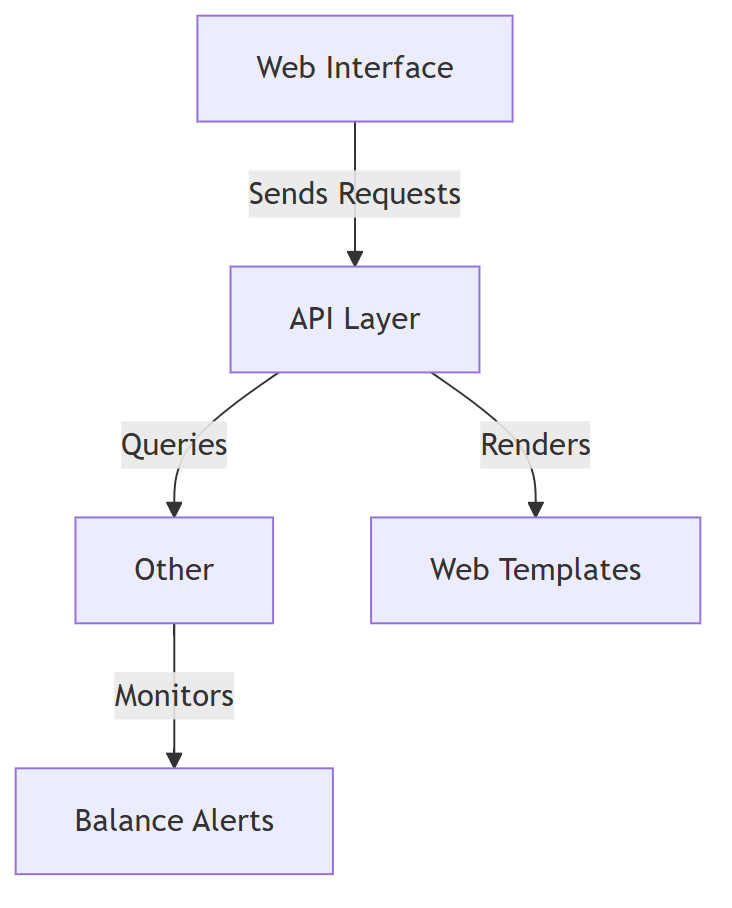 Web Interface
Sends Requests
API Layer
Queries
Renders
Other
Web Templates
Monitors
Balance Alerts